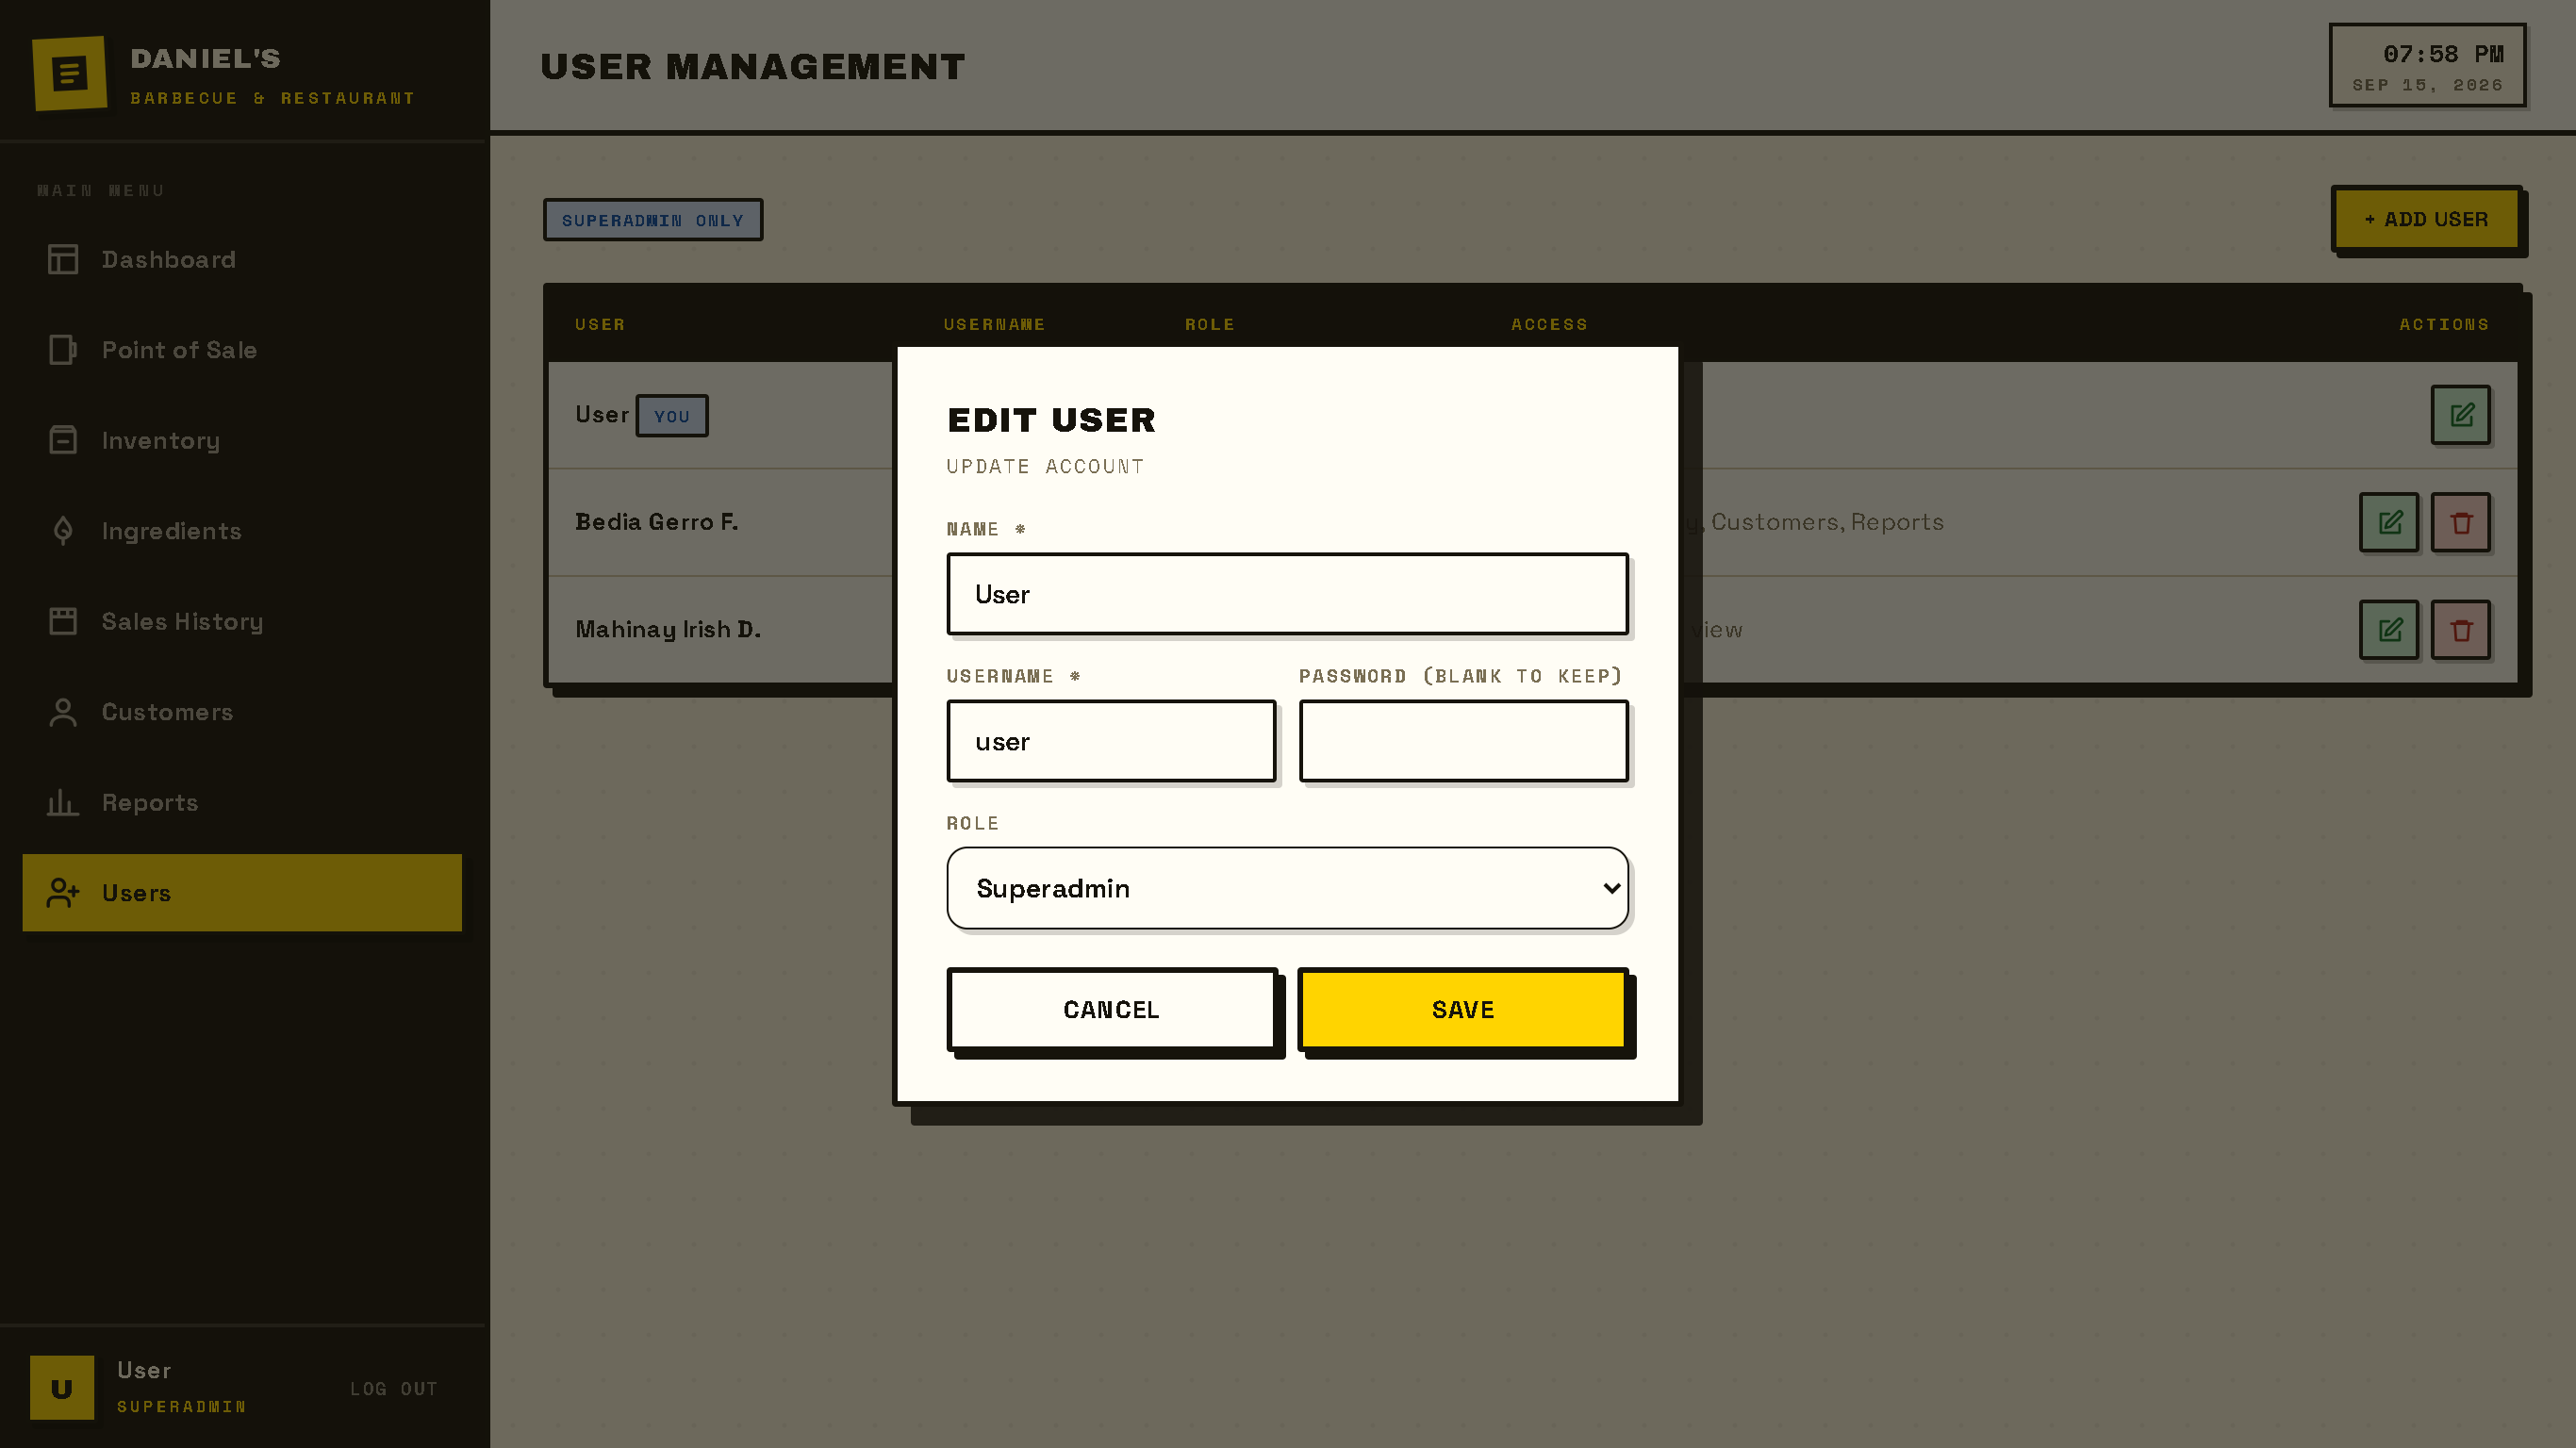 DANIEL'S
BARBECUE & RESTAURANT
MAIN MENU
Dashboard
Point of Sale
Inventory
Ingredients
Sales History
Customers
Reports
Users
U
User
SUPERADMIN
LOG OUT
USER MANAGEMENT
07:58 PM
SEP 15, 2026
SUPERADMIN ONLY
+ ADD USER
USER USERNAME ROLE ACCESS ACTIONS
User YOU
Bedia Gerro F. Customers, Reports
Mahinay Irish D. view
EDIT USER
UPDATE ACCOUNT
NAME *
User
USERNAME * PASSWORD (BLANK TO KEEP)
user
ROLE
Superadmin
CANCEL SAVE